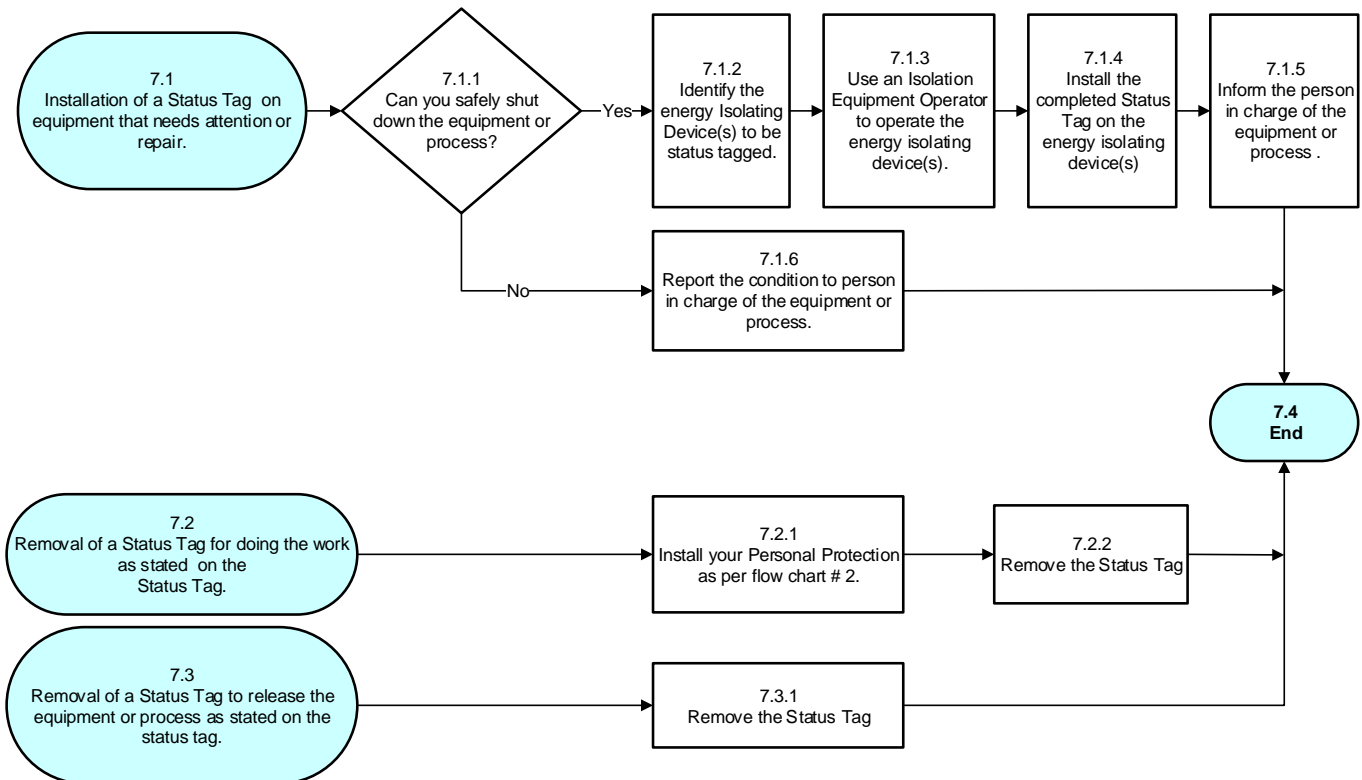 7.1
Installation of a Status Tag on
equipment that needs attention or
repair.
7.1.1
Can you safely shut
down the equipment or
process?
Yes
7.1.2
Identify the
energy Isolating
Device(s) to be
status tagged.
7.1.3
Use an Isolation
Equipment Operator
to operate the
energy isolating
device(s).
7.1.4
Install the
completed Status
Tag on the
energy isolating
device(s)
7.1.5
Inform the person
in charge of the
equipment or
process .
No
7.1.6
Report the condition to person
in charge of the equipment or
process.
7.4
End
7.2
Removal of a Status Tag for doing the work
as stated on the
Status Tag.
7.2.1
Install your Personal Protection
as per flow chart # 2.
7.2.2
Remove the Status Tag
7.3
Removal of a Status Tag to release the
equipment or process as stated on the
status tag.
7.3.1
Remove the Status Tag